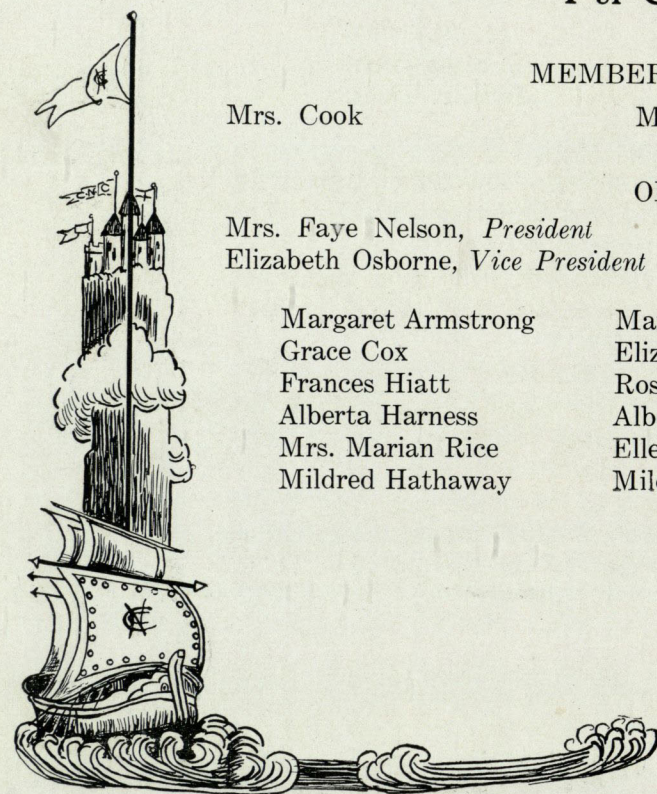 MEMBER
Mrs. Cook M
Mrs. Faye Nelson, President
Elizabeth Osborne, Vice President
Margaret Armstrong Ma
Grace Cox Eliz
Frances Hiatt Ros
Alberta Harness Alb
Mrs. Marian Rice Elle
Mildred Hathaway Mil
CNC